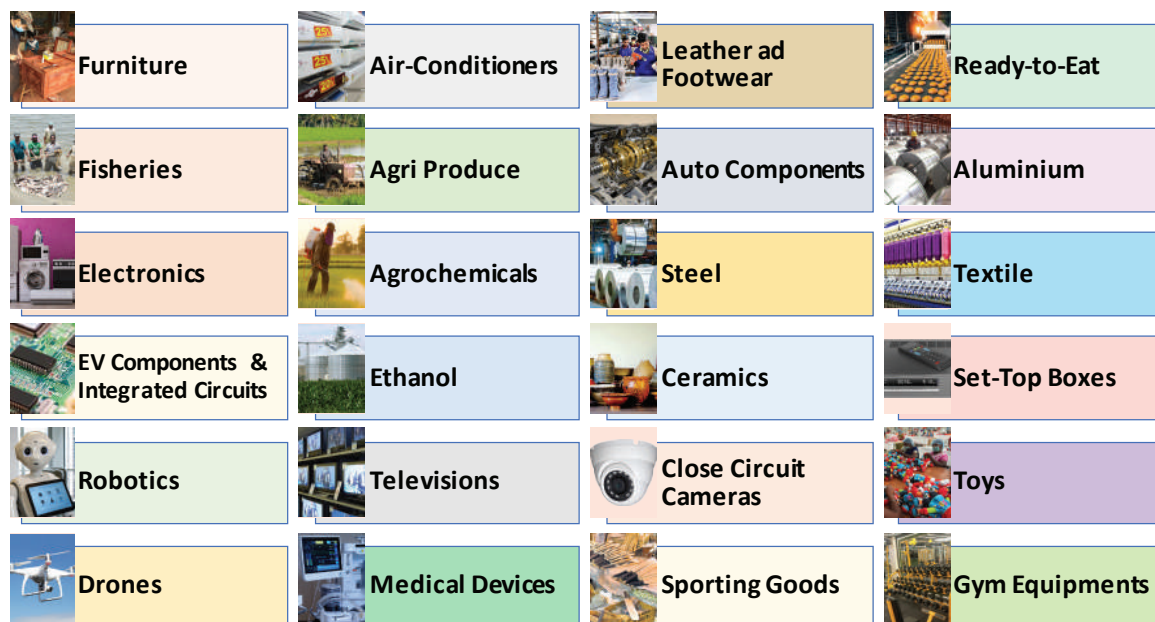 Furniture
Air-Conditioners
Leather ad
Footwear
Ready-to-Eat
Fisheries
Agri Produce
Auto Components
Aluminium
Electronics
Agrochemicals
Steel
Textile
EV Components &
Integrated Circuits
Ethanol
Ceramics
Set-Top Boxes
Robotics
Televisions
Close Circuit
Cameras
Toys
Drones
Medical Devices
Sporting Goods
Gym Equipments